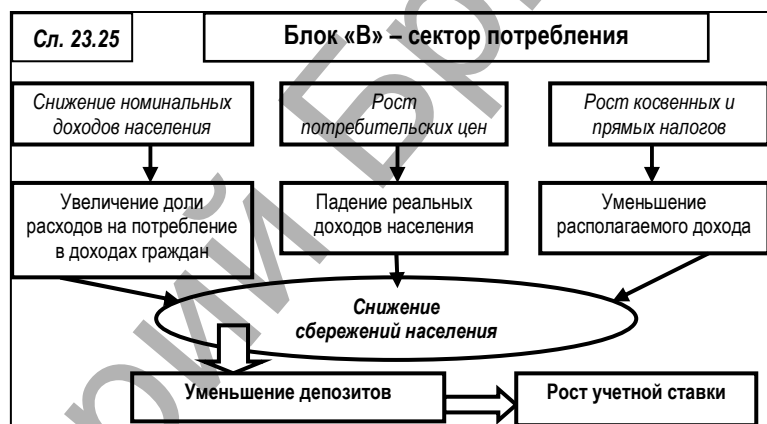 Сл. 23.25
Блок «В» – сектор потребления
Снижение номинальных
доходов населения
Рост
потребительских цен
Рост косвенных и
прямых налогов
Увеличение доли
расходов на потребление
в доходах граждан
Падение реальных
доходов населения
Уменьшение
располагаемого дохода
Снижение
сбережений населения
Уменьшение депозитов
Рост учетной ставки